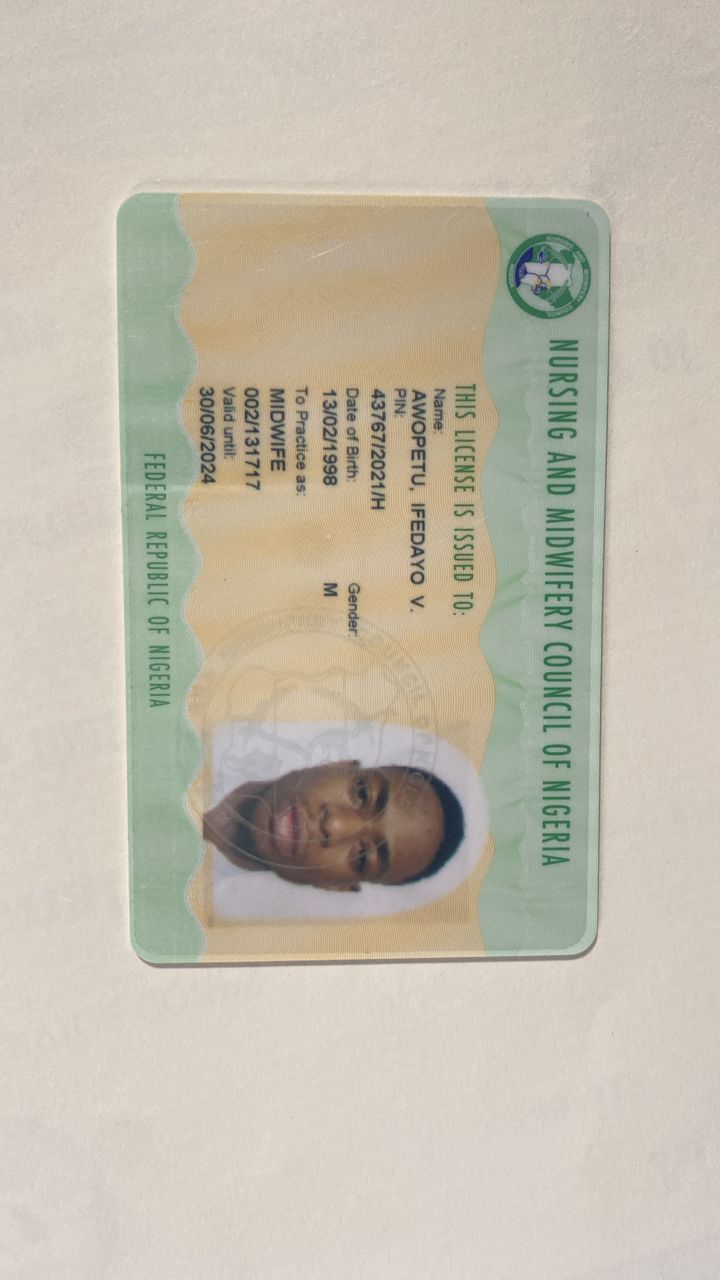 NURSING AND MIDWIFERY COUNCIL OF NIGERIA
THIS LICENSE IS ISSUED TO:
Name:
AWOPETU, IFEDAYO V.
PIN:
43767/2021/H
Date of Birth: Gender:
13/02/1998 M
To Practice as:
MIDWIFE
002/131717
Valid until:
30/06/2024
FEDERAL REPUBLIC OF NIGERIA